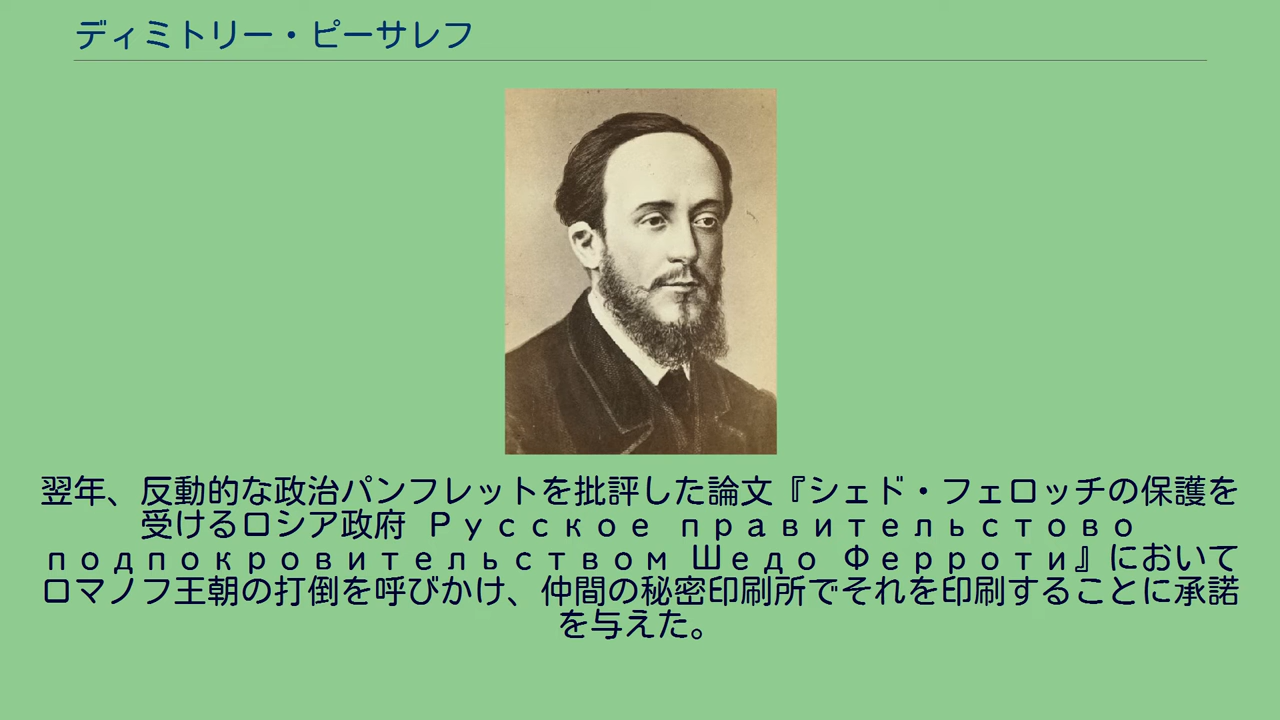 ディミトリー・ピーサレフ
翌年、反動的な政治パンフレットを批評した論文『シェド・フェロッチの保護を
受けるロシア政府 Русское правительстово
подпокровительством Шедо Ферроти』において
ロマノフ王朝の打倒を呼びかけ、仲間の秘密印刷所でそれを印刷することに承諾
を与えた。